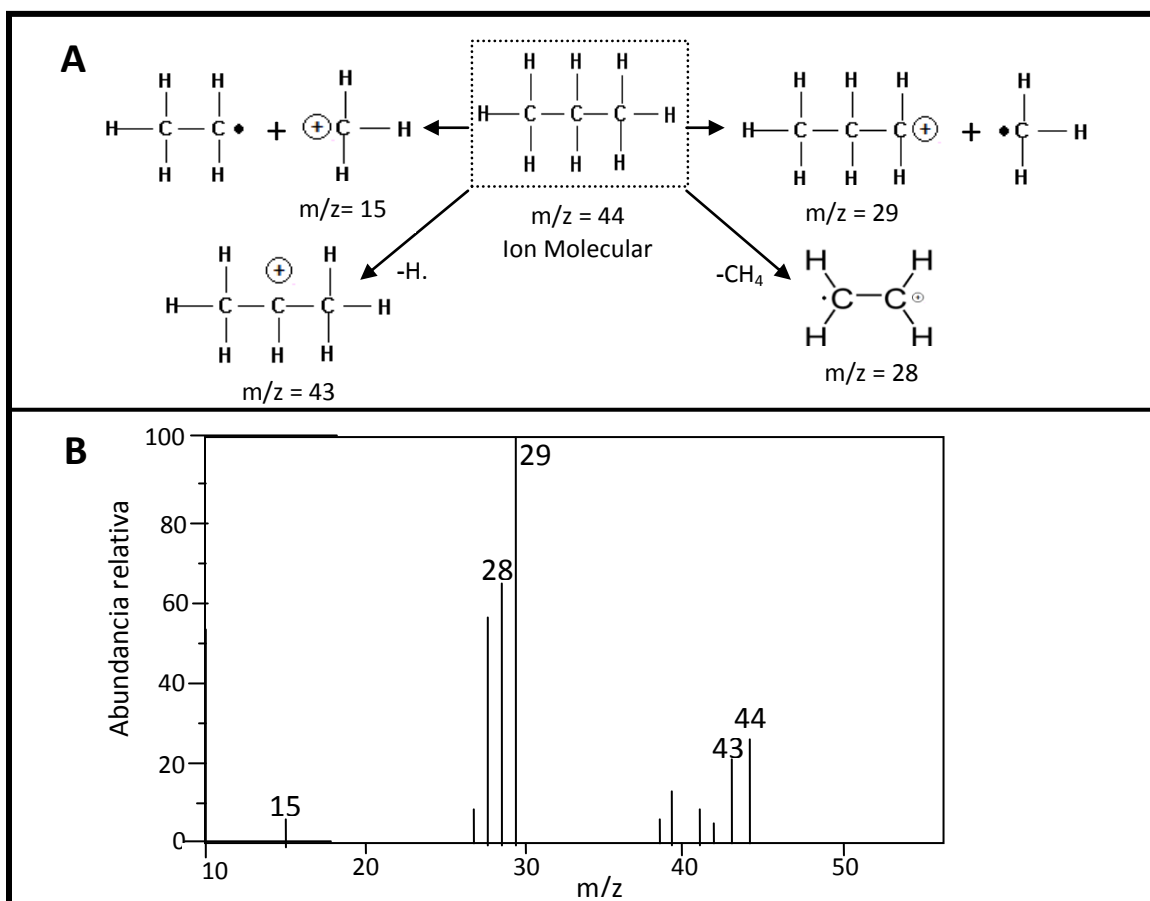 A
H H H H H H H H H
H C C • + ⊕ C H H C C C H H C C C ⊕ + • C H
H H H H H H H H H H
m/z= 15 m/z = 44 m/z = 29
Ion Molecular
H ⊕ H -H. -CH₄ H H
H C C C H · C C ⊕
H H H H H
m/z = 43 m/z = 28
B
100
80
60
40
20
0
Abundancia relativa
15
28
29
43
44
10 20 30 40 50
m/z